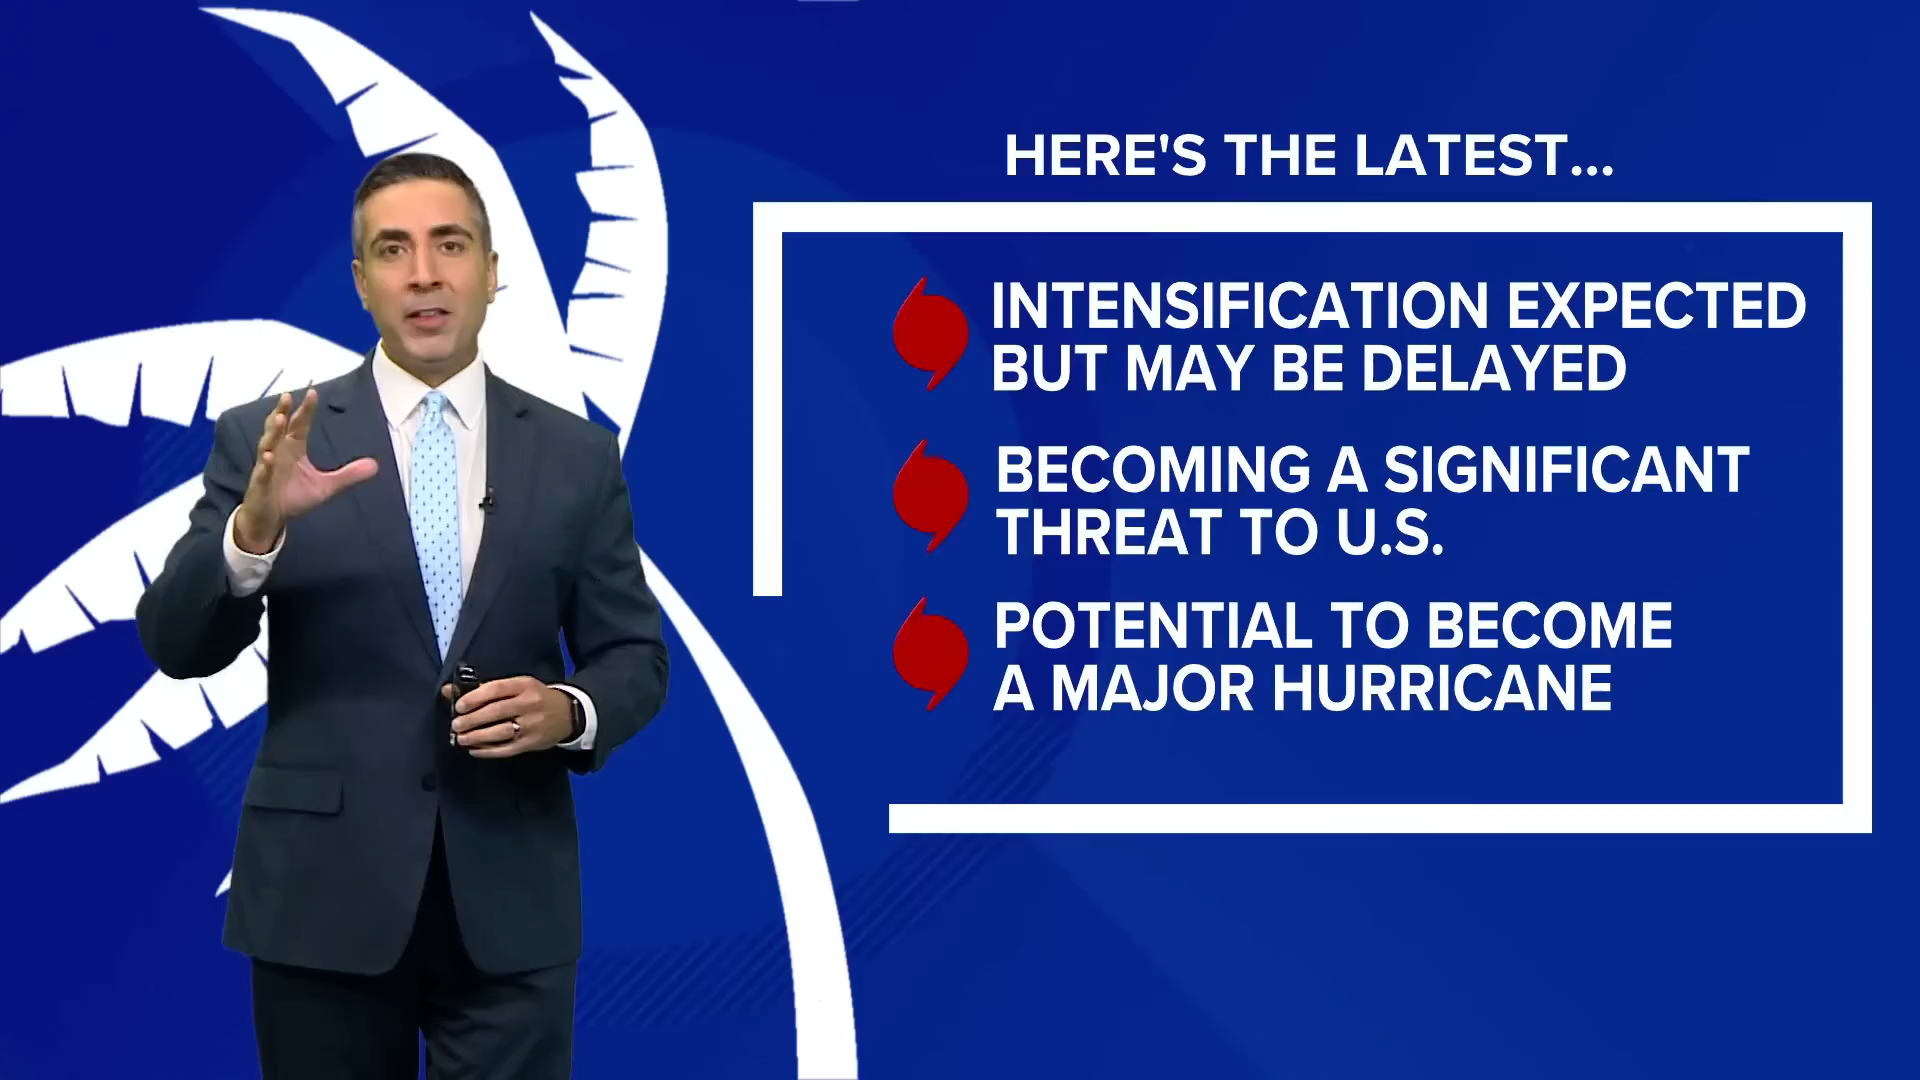 HERE'S THE LATEST...
INTENSIFICATION EXPECTED
BUT MAY BE DELAYED
BECOMING A SIGNIFICANT
THREAT TO U.S.
POTENTIAL TO BECOME
A MAJOR HURRICANE